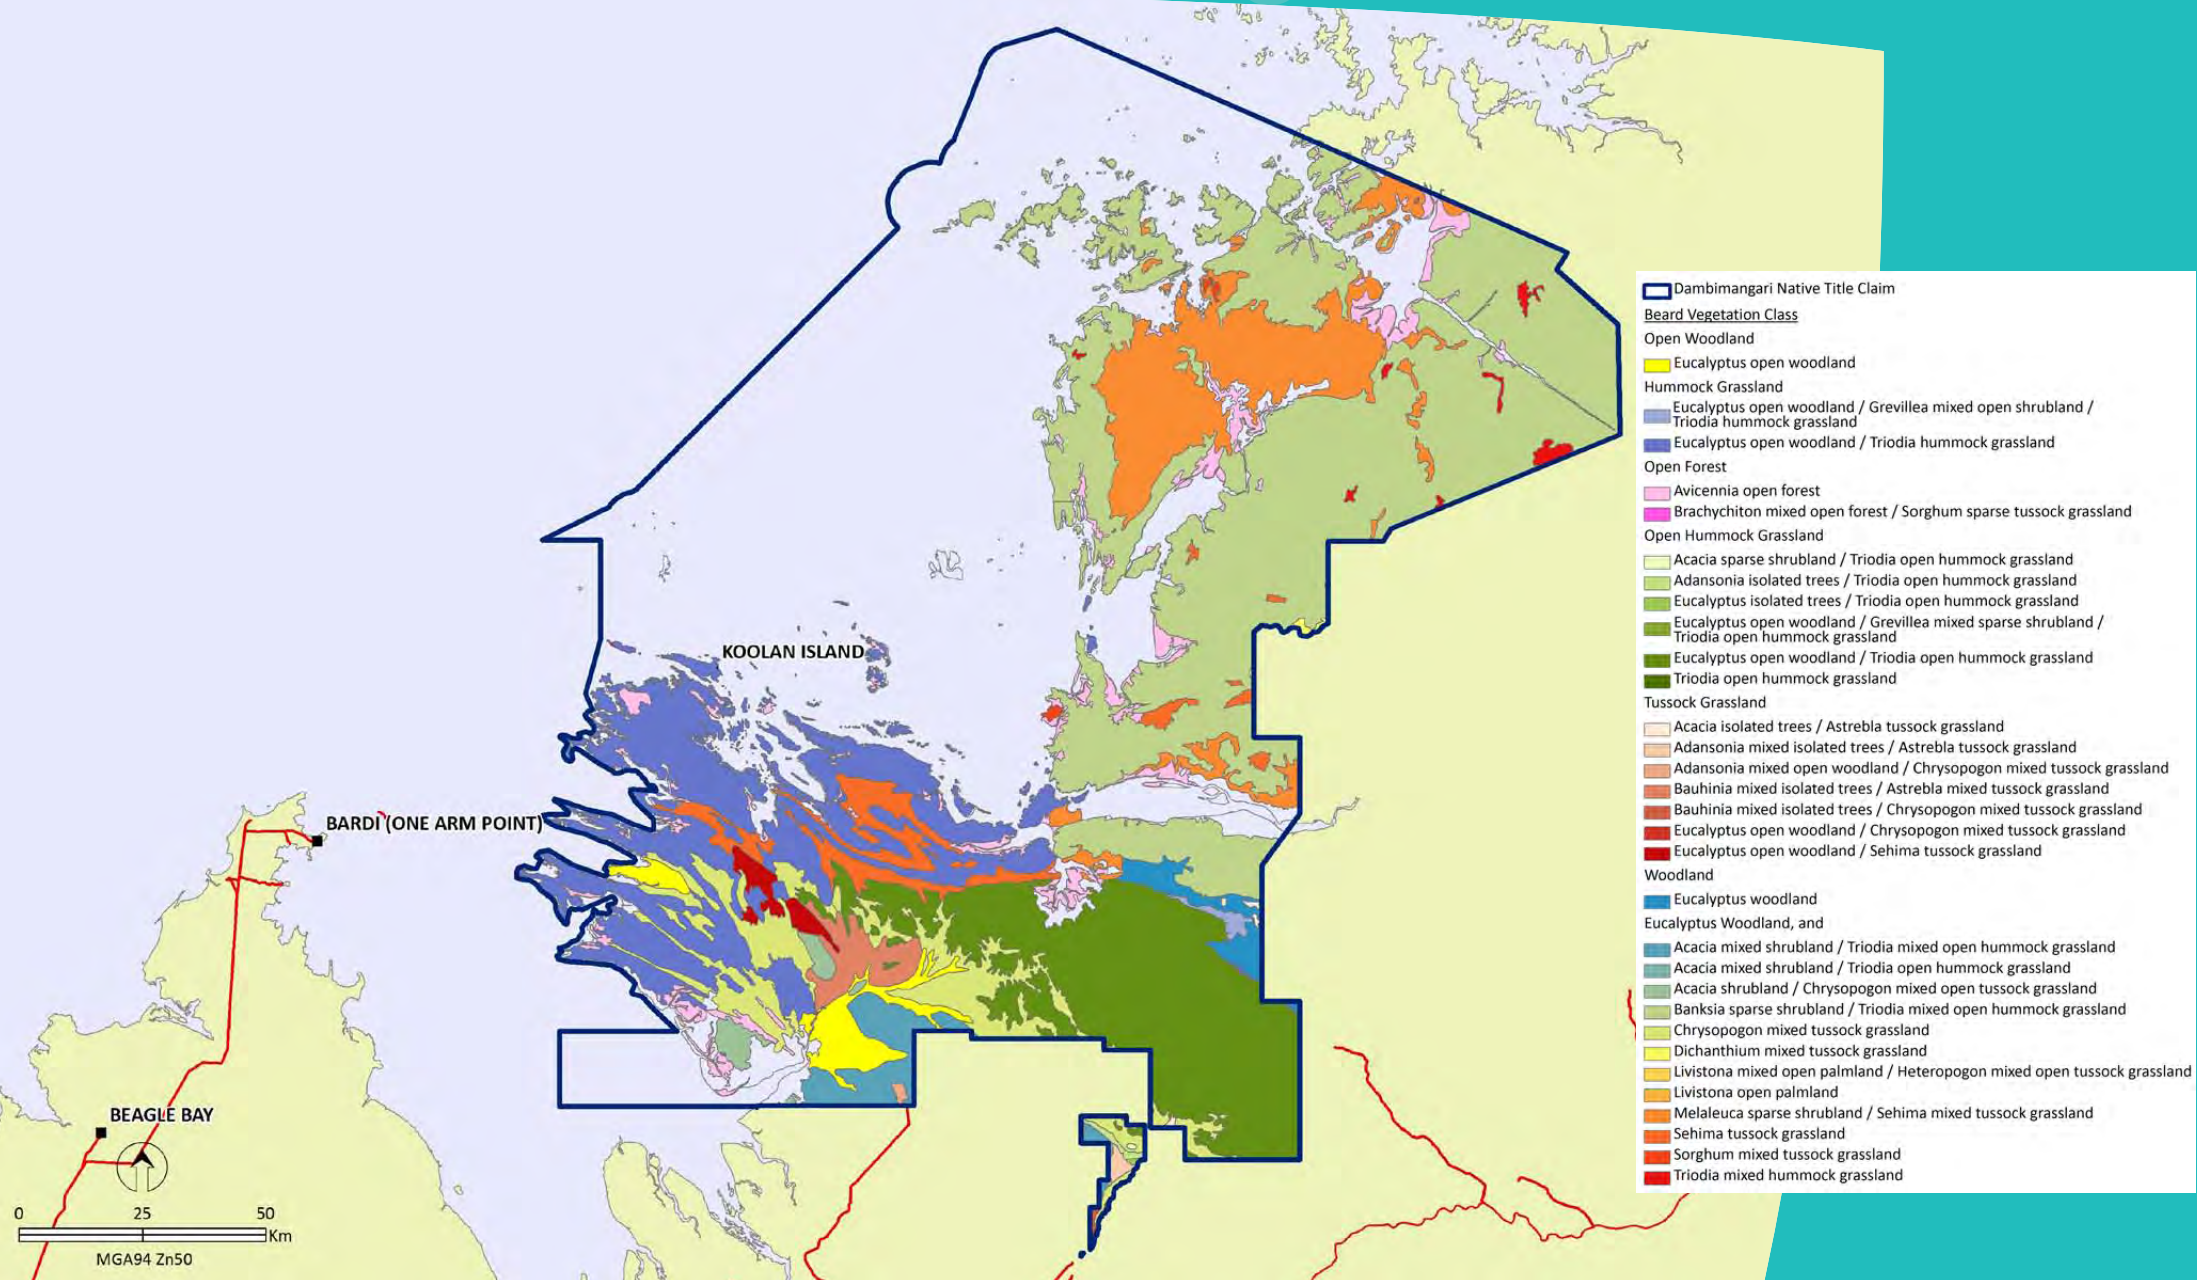 KOOLAN ISLAND
BARDI (ONE ARM POINT)
BEAGLE BAY
0 25 50
Km
MGA94 Zn50
Dambimangari Native Title Claim
Beard Vegetation Class
Open Woodland
Eucalyptus open woodland
Hummock Grassland
Eucalyptus open woodland / Grevillea mixed open shrubland /
Triodia hummock grassland
Eucalyptus open woodland / Triodia hummock grassland
Open Forest
Avicennia open forest
Brachychiton mixed open forest / Sorghum sparse tussock grassland
Open Hummock Grassland
Acacia sparse shrubland / Triodia open hummock grassland
Adansonia isolated trees / Triodia open hummock grassland
Eucalyptus isolated trees / Triodia open hummock grassland
Eucalyptus open woodland / Grevillea mixed sparse shrubland /
Triodia open hummock grassland
Eucalyptus open woodland / Triodia open hummock grassland
Triodia open hummock grassland
Tussock Grassland
Acacia isolated trees / Astrebla tussock grassland
Adansonia mixed isolated trees / Astrebla tussock grassland
Adansonia mixed open woodland / Chrysopogon mixed tussock grassland
Bauhinia mixed isolated trees / Astrebla mixed tussock grassland
Bauhinia mixed isolated trees / Chrysopogon mixed tussock grassland
Eucalyptus open woodland / Chrysopogon mixed tussock grassland
Eucalyptus open woodland / Sehima tussock grassland
Woodland
Eucalyptus woodland
Eucalyptus Woodland, and
Acacia mixed shrubland / Triodia mixed open hummock grassland
Acacia mixed shrubland / Triodia open hummock grassland
Acacia shrubland / Chrysopogon mixed open tussock grassland
Banksia sparse shrubland / Triodia mixed open hummock grassland
Chrysopogon mixed tussock grassland
Dichanthium mixed tussock grassland
Livistona mixed open palmland / Heteropogon mixed open tussock grassland
Livistona open palmland
Melaleuca sparse shrubland / Sehima mixed tussock grassland
Sehima tussock grassland
Sorghum mixed tussock grassland
Triodia mixed hummock grassland